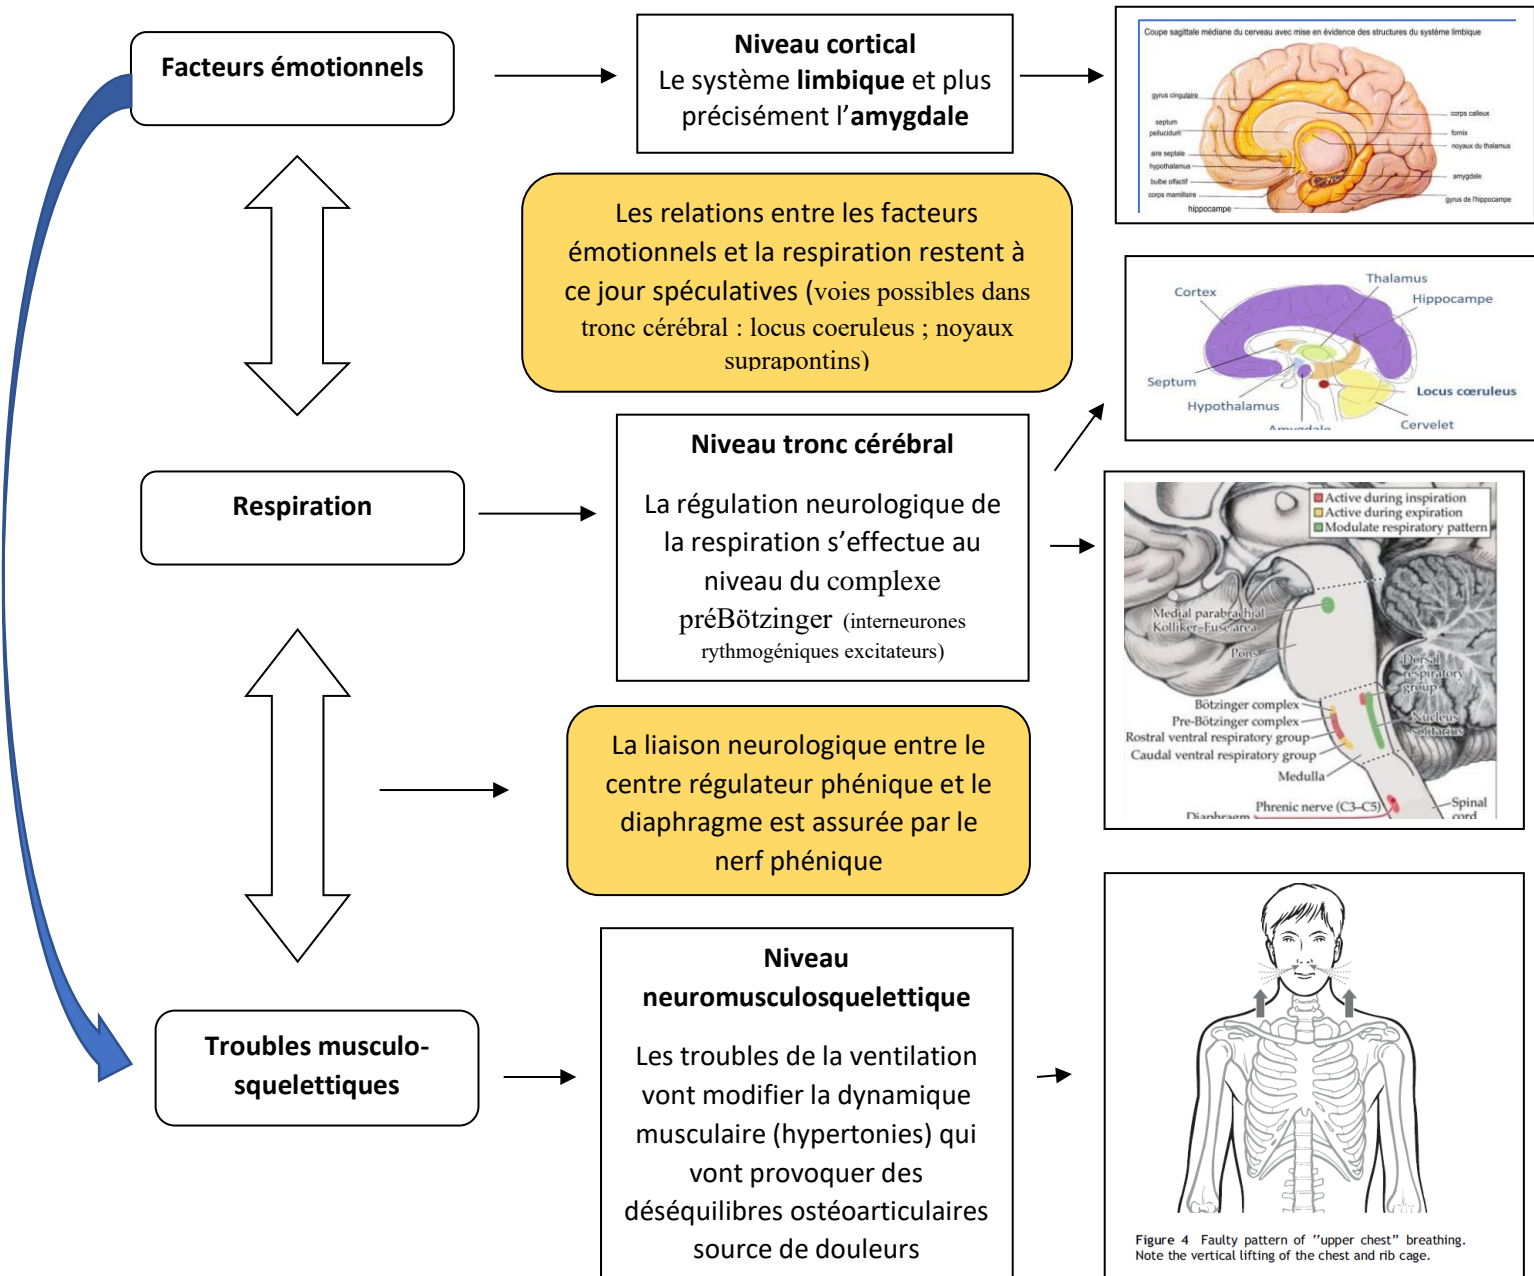 Facteurs émotionnels
Niveau cortical
Le système limbique et plus
précisément l’amygdale
Coupe sagittale médiane du cerveau avec mise en évidence des structures du système limbique
gyrus cingulaire
septum
pellucidum
aire septale
hypothalamus
bulbe olfactif
corps mamillaire
hippocampe
corps calleux
fornix
noyaux du thalamus
amygdale
gyrus de l'hippocampe
Les relations entre les facteurs
émotionnels et la respiration restent à
ce jour spéculatives (voies possibles dans
tronc cérébral : locus coeruleus ; noyaux
suprapontins)
Cortex
Thalamus
Hippocampe
Septum
Hypothalamus
Amygdale
Locus cœruleus
Cervelet
Respiration
Niveau tronc cérébral
La régulation neurologique de
la respiration s’effectue au
niveau du complexe
préBötzinger (interneurones
rythmogéniques excitateurs)
Active during inspiration
Active during expiration
Modulate respiratory pattern
Medial parabrachial
Kölliker–Fuse area
Pons
Dorsal
respiratory
group
Nucleus
solitarius
Bötzinger complex
Pre-Bötzinger complex
Rostral ventral respiratory group
Caudal ventral respiratory group
Medulla
Phrenic nerve (C3–C5)
Spinal
cord
Diaphragm
La liaison neurologique entre le
centre régulateur phénique et le
diaphragme est assurée par le
nerf phénique
Troubles musculo-
squelettiques
Niveau
neuromusculosquelettique
Les troubles de la ventilation
vont modifier la dynamique
musculaire (hypertonies) qui
vont provoquer des
déséquilibres ostéoarticulaires
source de douleurs
Figure 4 Faulty pattern of ‘‘upper chest’’ breathing.
Note the vertical lifting of the chest and rib cage.